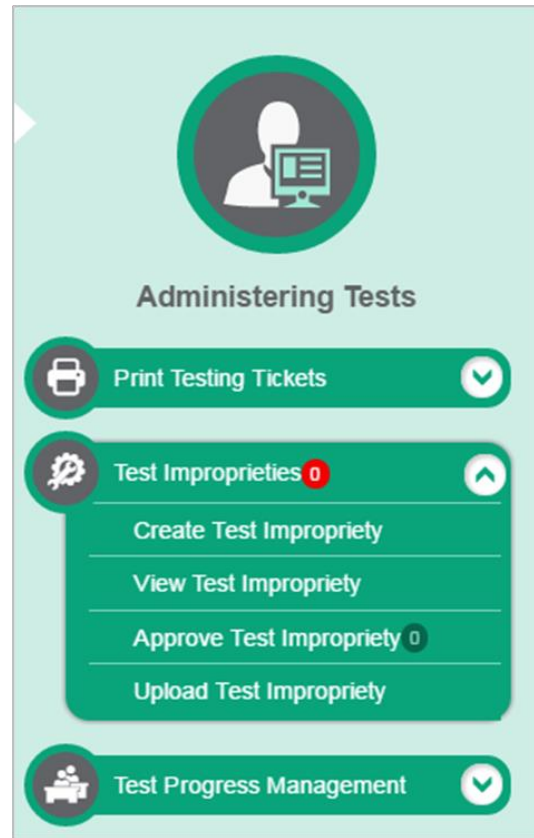 Administering Tests
Print Testing Tickets
Test Improprieties 0
Create Test Impropriety
View Test Impropriety
Approve Test Impropriety 0
Upload Test Impropriety
Test Progress Management